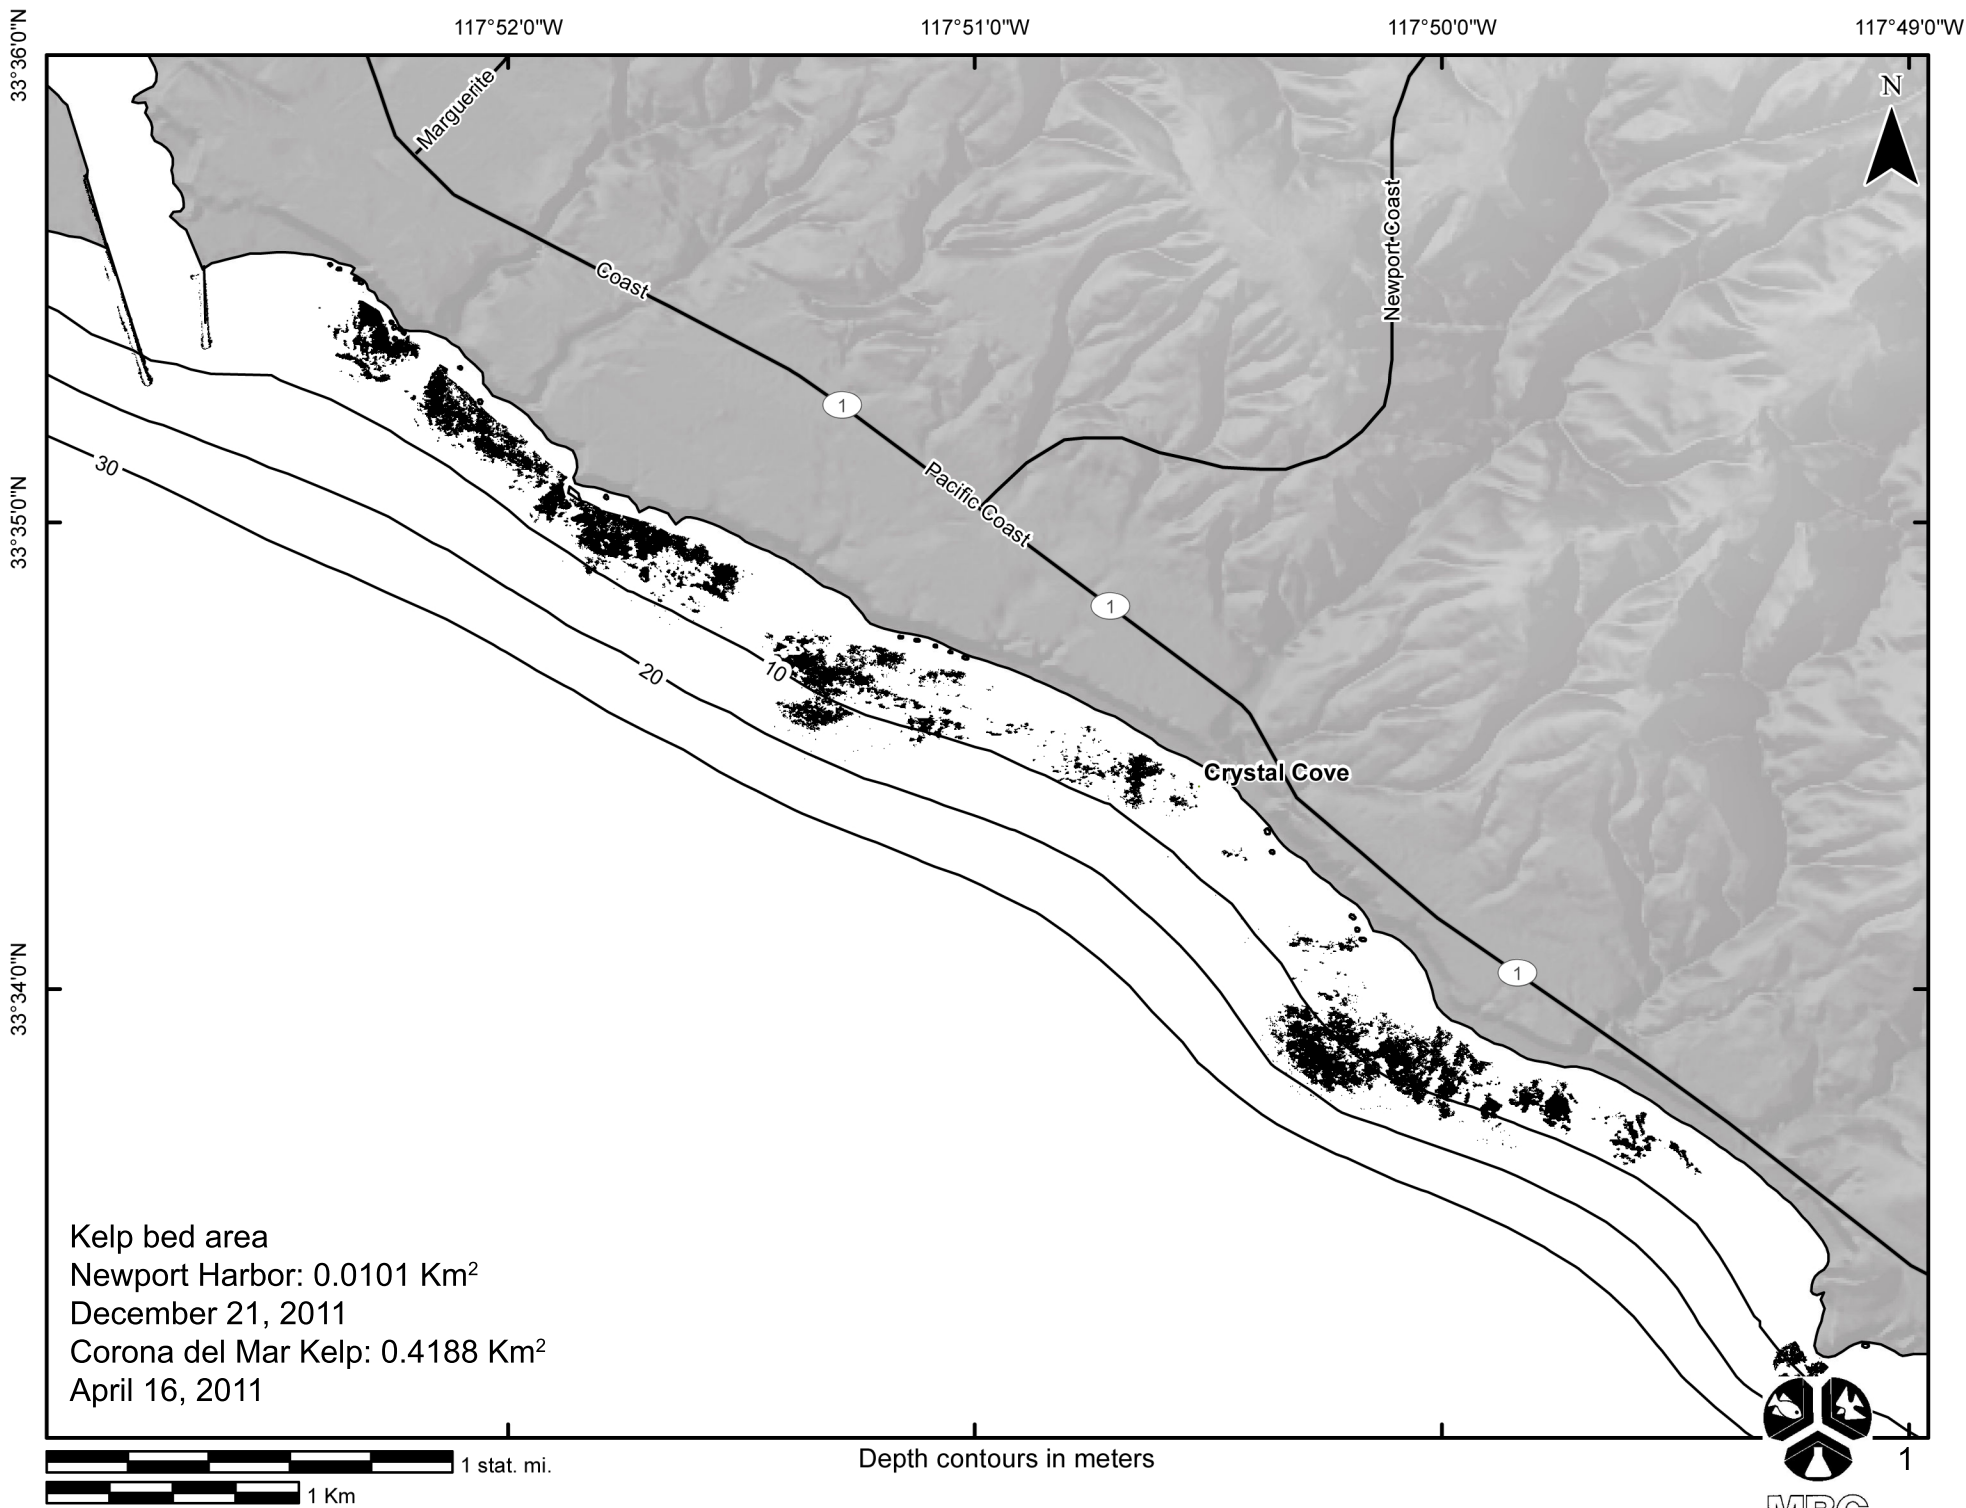 117°52'0"W
117°51'0"W
117°50'0"W
117°49'0"W
33°36'0"N
N
Marguerite
Newport Coast
Coast
1
30
Pacific Coast
33°35'0"N
1
20
10
Crystal Cove
1
33°34'0"N
Kelp bed area
Newport Harbor: 0.0101 Km²
December 21, 2011
Corona del Mar Kelp: 0.4188 Km²
April 16, 2011
1 stat. mi.
Depth contours in meters
1
1 Km
MBC